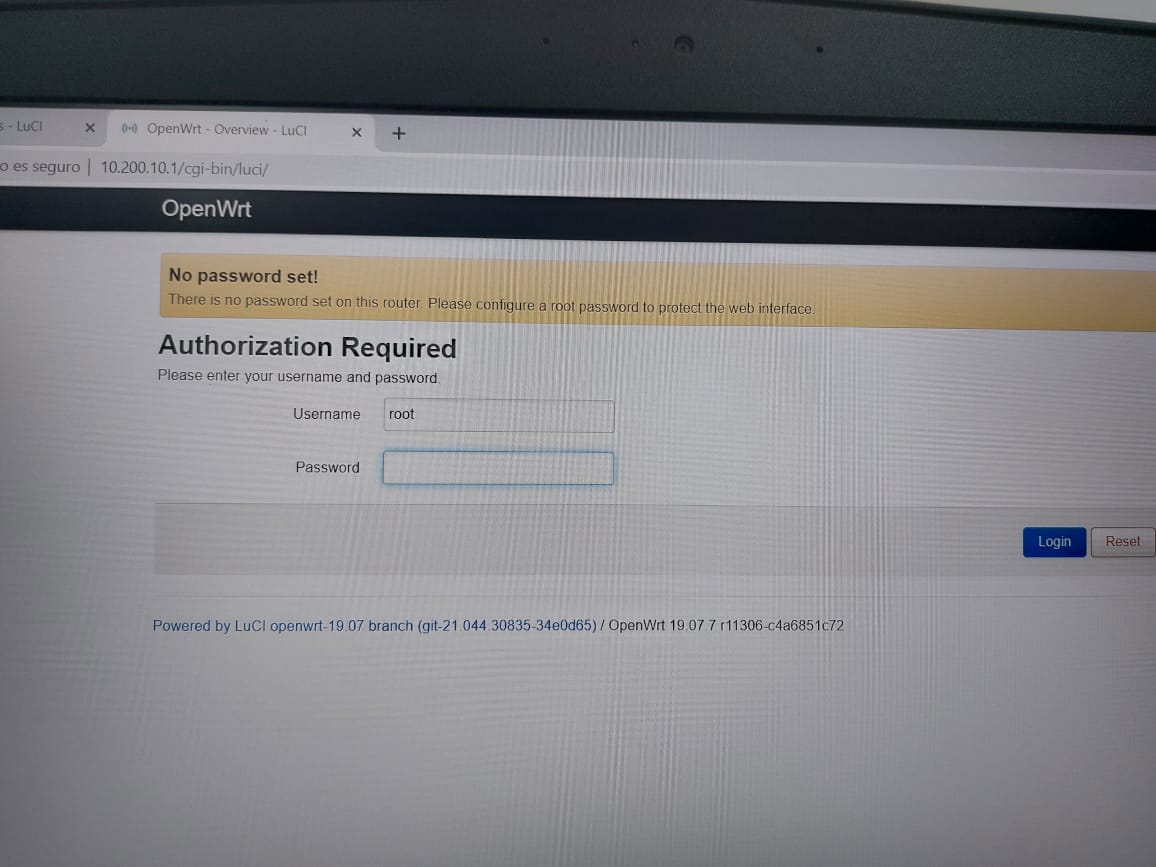 s - LuCI
OpenWrt - Overview - LuCI
o es seguro | 10.200.10.1/cgi-bin/luci/
OpenWrt
No password set!
There is no password set on this router. Please configure a root password to protect the web interface.
Authorization Required
Please enter your username and password.
Username root
Password
Login Reset
Powered by LuCI openwrt-19.07 branch (git-21.044.30835-34e0d65) / OpenWrt 19.07.7 r11306-c4a6851c72